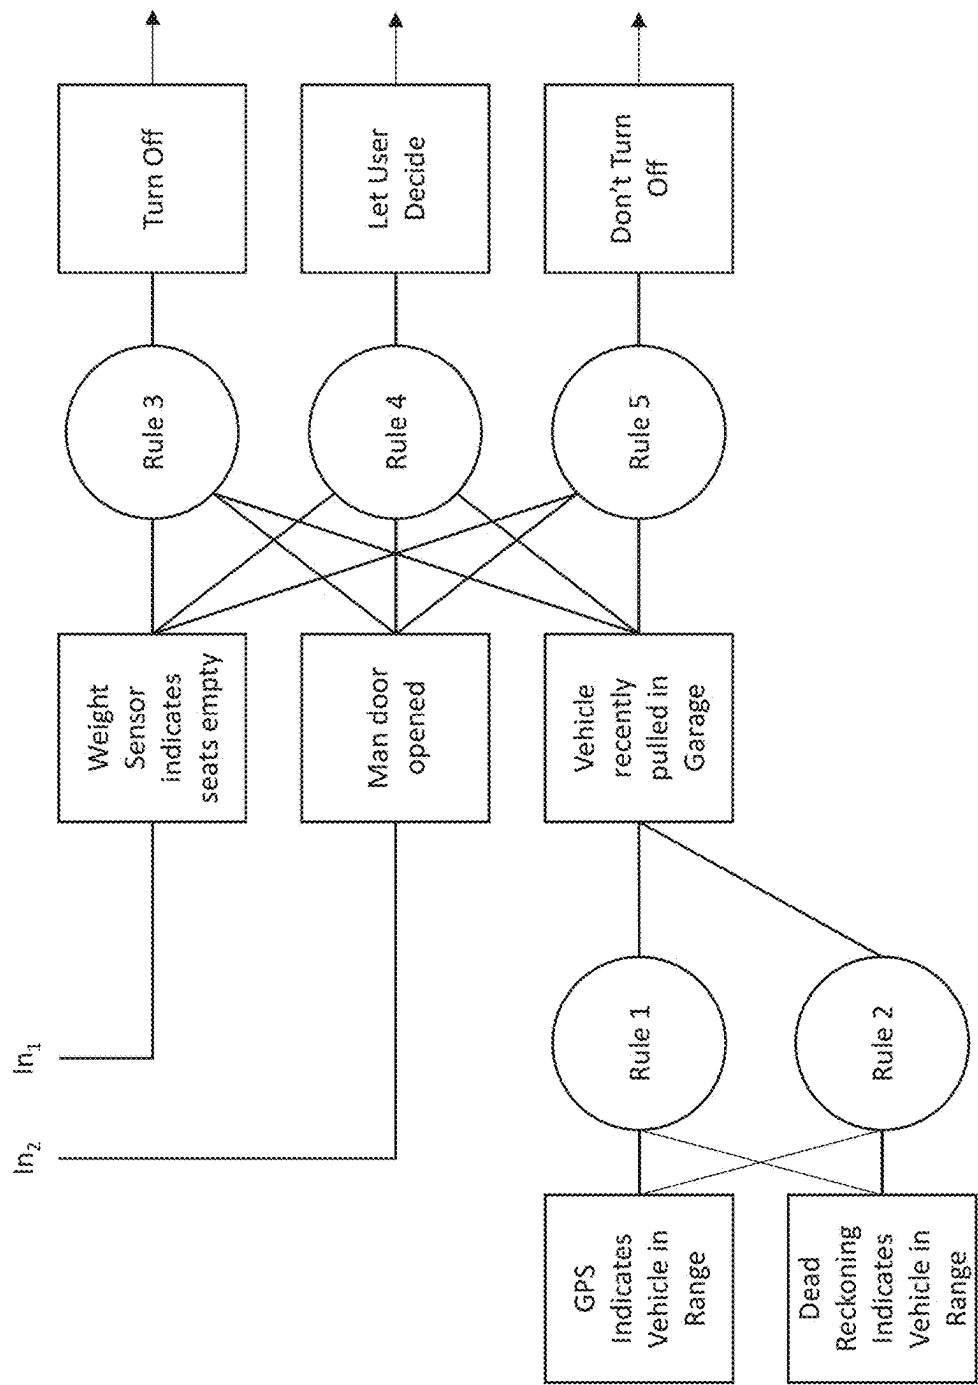 In₁
In₂
Weight
Sensor
indicates
seats empty
Man door
opened
GPS
Indicates
Vehicle in
Range
Dead
Reckoning
Indicates
Vehicle in
Range
Rule 1
Rule 2
Vehicle
recently
pulled in
Garage
Rule 3
Rule 4
Rule 5
Turn Off
Let User
Decide
Don't Turn
Off